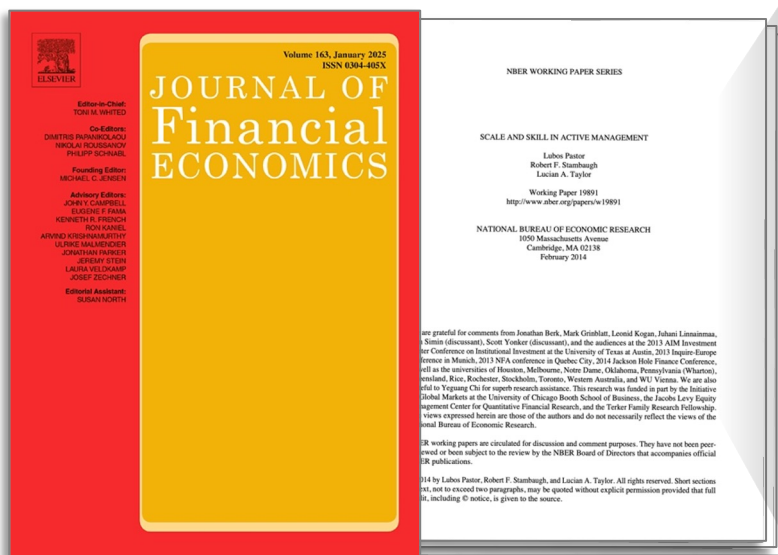 ELSEVIER
Volume 163, January 2025
ISSN 0304-405X
JOURNAL OF
Financial
ECONOMICS
Editor-in-Chief:
TONI M. WHITED
Co-Editors:
DIMITRIS PAPANIKOLAOU
NIKOLAI ROUSSANOV
PHILIPP SCHNABL
Founding Editor:
MICHAEL C. JENSEN
Advisory Editors:
JOHN Y. CAMPBELL
EUGENE F. FAMA
KENNETH R. FRENCH
RON KANIEL
ARVIND KRISHNAMURTHY
ULRIKE MALMENDIER
JONATHAN PARKER
JEREMY STEIN
LAURA VELDKAMP
JOSEF ZECHNER
Editorial Assistant:
SUSAN NORTH
NBER WORKING PAPER SERIES
SCALE AND SKILL IN ACTIVE MANAGEMENT
Lubos Pastor
Robert F. Stambaugh
Lucian A. Taylor
Working Paper 19891
http://www.nber.org/papers/w19891
NATIONAL BUREAU OF ECONOMIC RESEARCH
1050 Massachusetts Avenue
Cambridge, MA 02138
February 2014
are grateful for comments from Jonathan Berk, Mark Grinblatt, Leonid Kogan, Juhani Linnainmaa,
Simin (discussant), Scott Yonker (discussant), and the audiences at the 2013 AIM Investment
ter Conference on Institutional Investment at the University of Texas at Austin, 2013 Inquire-Europe
ference in Munich, 2013 NFA conference in Quebec City, 2014 Jackson Hole Finance Conference,
ell as the universities of Houston, Melbourne, Notre Dame, Oklahoma, Pennsylvania (Wharton),
ensland, Rice, Rochester, Stockholm, Toronto, Western Australia, and WU Vienna. We are also
eful to Yeguang Chi for superb research assistance. This research was funded in part by the Initiative
Global Markets at the University of Chicago Booth School of Business, the Jacobs Levy Equity
agement Center for Quantitative Financial Research, and the Terker Family Research Fellowship.
views expressed herein are those of the authors and do not necessarily reflect the views of the
ional Bureau of Economic Research.
ER working papers are circulated for discussion and comment purposes. They have not been peer-
ewed or been subject to the review by the NBER Board of Directors that accompanies official
ER publications.
014 by Lubos Pastor, Robert F. Stambaugh, and Lucian A. Taylor. All rights reserved. Short sections
ext, not to exceed two paragraphs, may be quoted without explicit permission provided that full
dit, including © notice, is given to the source.